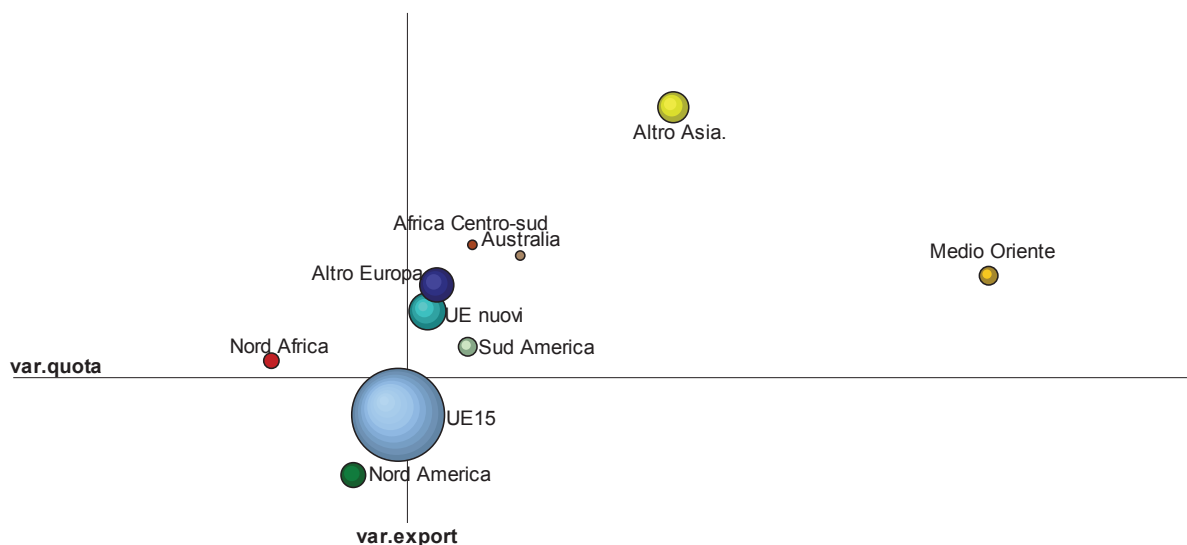 Altro Asia.
Africa Centro-sud
Australia
Medio Oriente
Altro Europa
UE nuovi
Nord Africa
Sud America
var.quota
UE15
Nord America
var.export